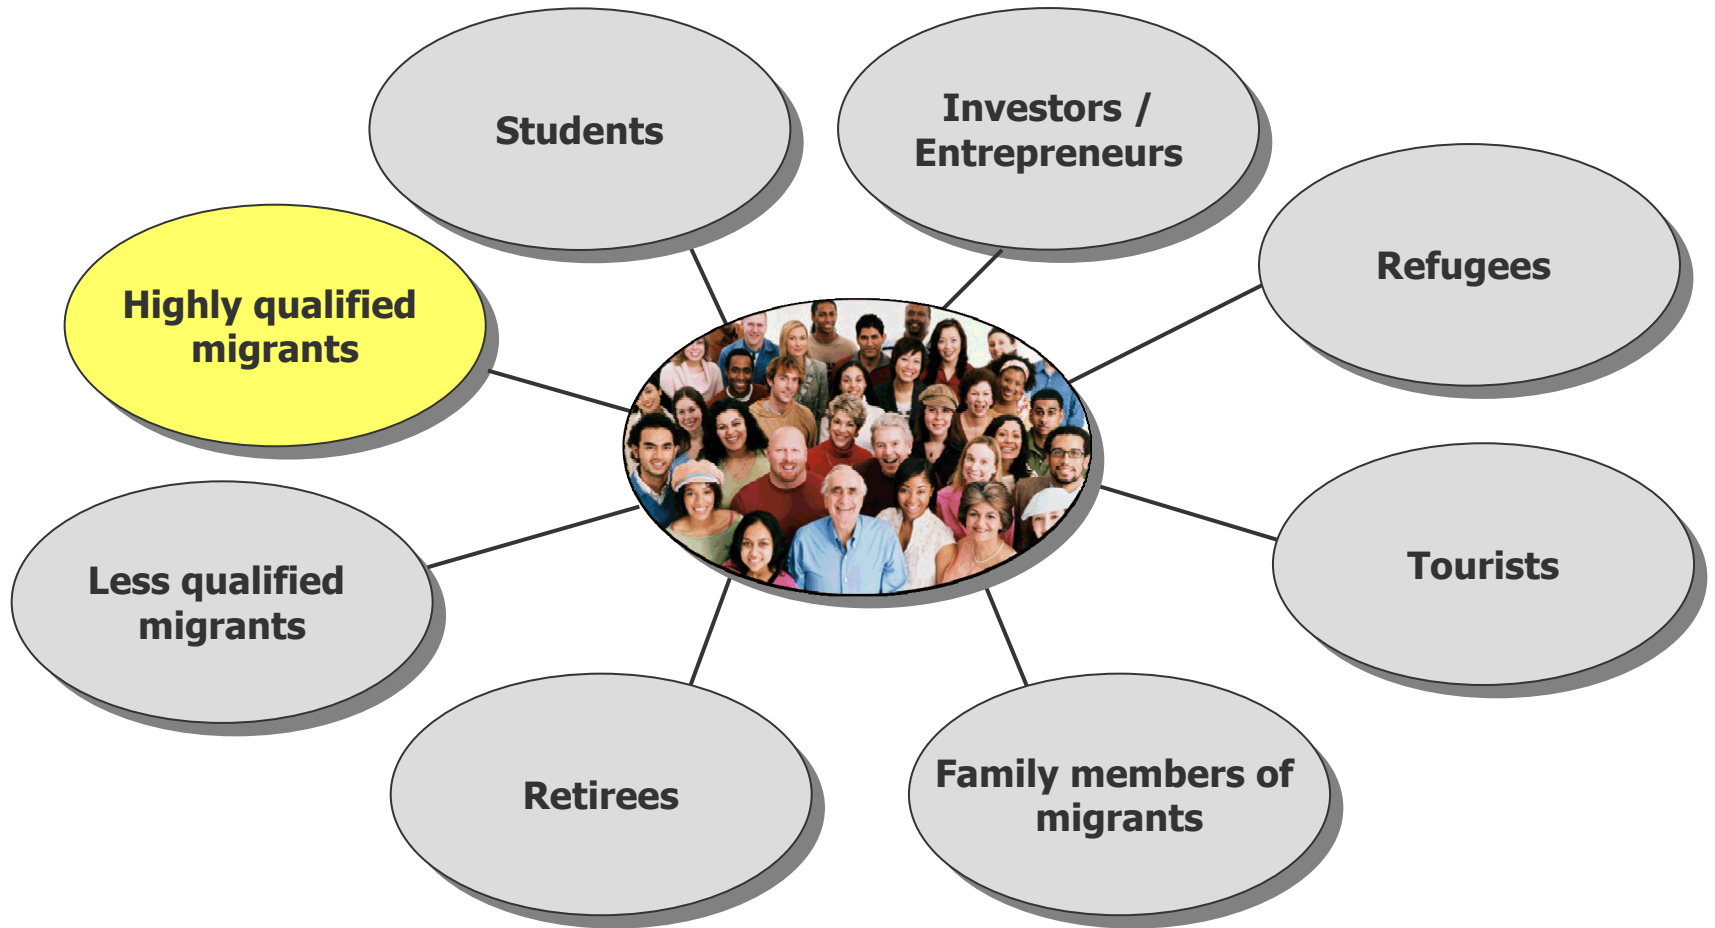 Students
Investors /
Entrepreneurs
Refugees
Highly qualified
migrants
Less qualified
migrants
Tourists
Retirees
Family members of
migrants